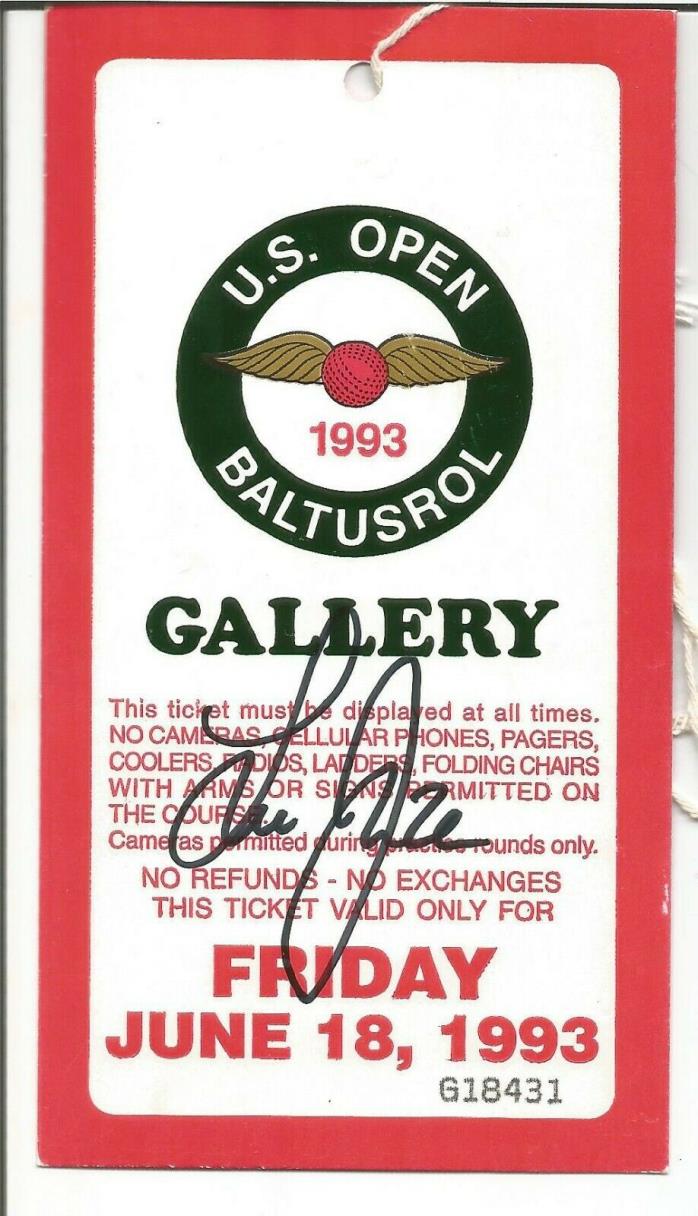 U.S. OPEN
1993
BALTUSROL
GALLERY
This ticket must be displayed at all times.
NO CAMERAS, CELLULAR PHONES, PAGERS,
COOLERS, RADIOS, LADDERS, FOLDING CHAIRS
WITH ARMS OR SIGNS PERMITTED ON
THE COURSE.
Cameras permitted during practice rounds only.
NO REFUNDS - NO EXCHANGES
THIS TICKET VALID ONLY FOR
FRIDAY
JUNE 18, 1993
G18431